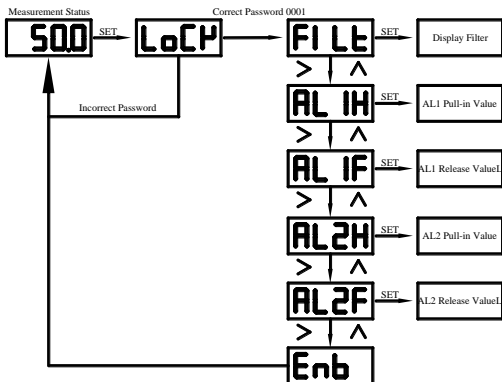 Measurement Status
Correct Password 0001
50.0
SET
LoCK
FILt
SET
Display Filter
> ∧
Incorrect Password
AL1H
SET
AL1 Pull-in Value
> ∧
AL1F
SET
AL1 Release ValueL
> ∧
AL2H
SET
AL2 Pull-in Value
> ∧
AL2F
SET
AL2 Release ValueL
> ∧
Enb